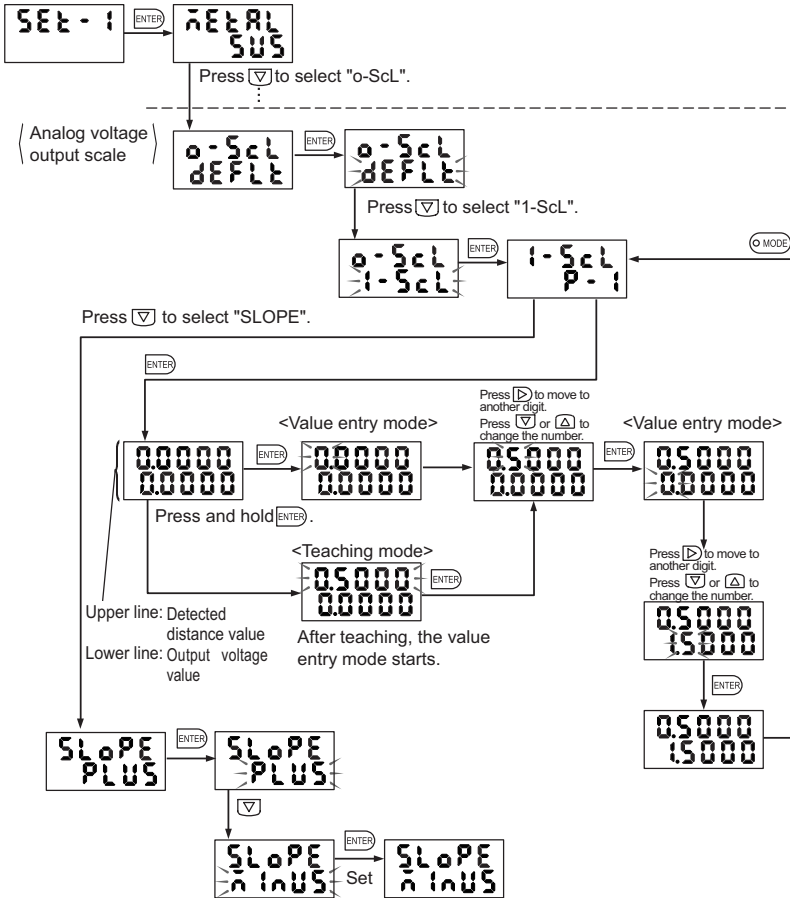 SEt-1
ENTER
mEtAL
SUS
Press ▽ to select "o-ScL".
Analog voltage
output scale
o-ScL
dEFLt
ENTER
o-ScL
dEFLt
Press ▽ to select "1-ScL".
o-ScL
1-ScL
ENTER
1-ScL
P-1
MODE
Press ▽ to select "SLOPE".
ENTER
0.0000
0.0000
ENTER
<Value entry mode>
0.0000
0.0000
Press ▷ to move to
another digit.
Press ▽ or △ to
change the number.
0.5000
0.0000
ENTER
<Value entry mode>
0.5000
0.0000
Press and hold ENTER.
<Teaching mode>
0.5000
0.0000
ENTER
After teaching, the value
entry mode starts.
Upper line: Detected
distance value
Lower line: Output voltage
value
Press ▷ to move to
another digit.
Press ▽ or △ to
change the number.
0.5000
1.5000
ENTER
0.5000
1.5000
SLoPE
PLUS
ENTER
SLoPE
PLUS
▽
SLoPE
mInUS
ENTER
Set
SLoPE
mInUS